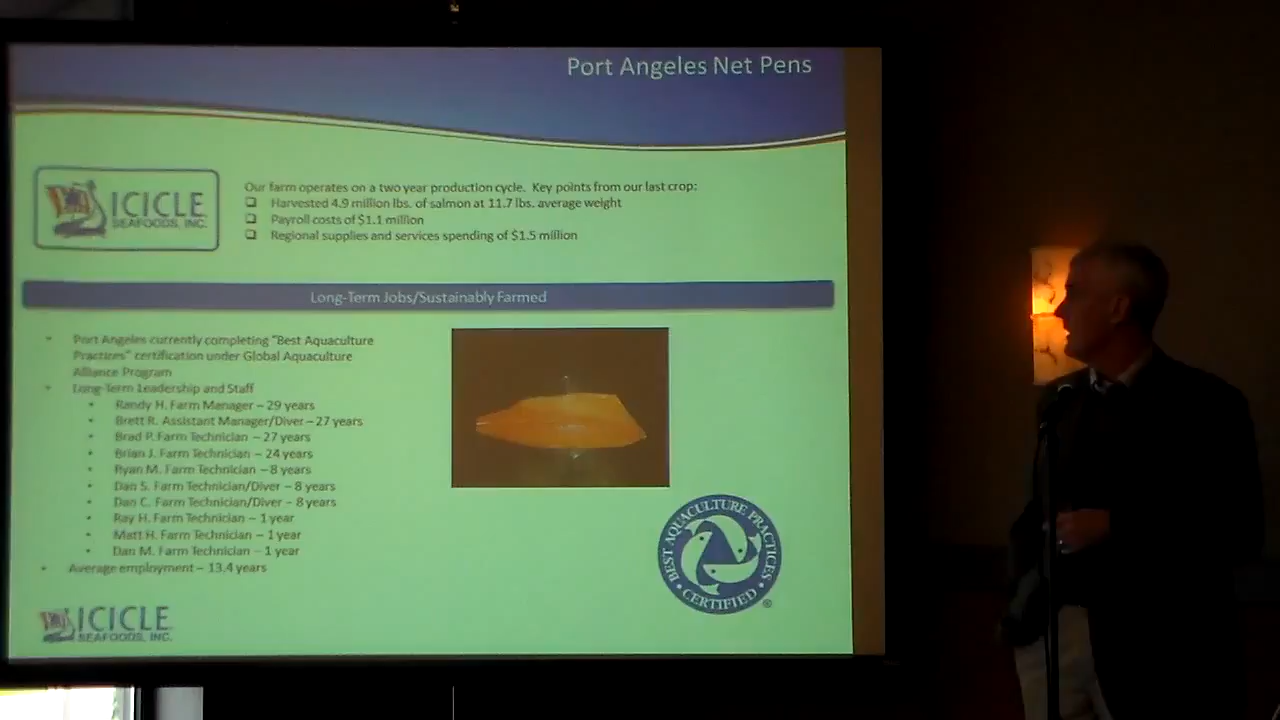 Port Angeles Net Pens
ICICLE
SEAFOODS, INC.
Our farm operates on a two year production cycle. Key points from our last crop:
Harvested 4.9 million lbs. of salmon at 11.7 lbs. average weight
Payroll costs of $1.1 million
Regional supplies and services spending of $1.5 million
Long-Term Jobs/Sustainably Farmed
Port Angeles currently completing "Best Aquaculture
Practices" certification under Global Aquaculture
Alliance Program
Long-Term Leadership and Staff
Randy H. Farm Manager – 29 years
Brett R. Assistant Manager/Diver – 27 years
Brad P. Farm Technician – 27 years
Brian J. Farm Technician – 24 years
Ryan M. Farm Technician – 8 years
Dan S. Farm Technician/Diver – 8 years
Dan C. Farm Technician/Diver – 8 years
Ray H. Farm Technician – 1 year
Matt H. Farm Technician – 1 year
Dan M. Farm Technician – 1 year
Average employment – 13.4 years
BEST AQUACULTURE PRACTICES
CERTIFIED ®
ICICLE
SEAFOODS, INC.